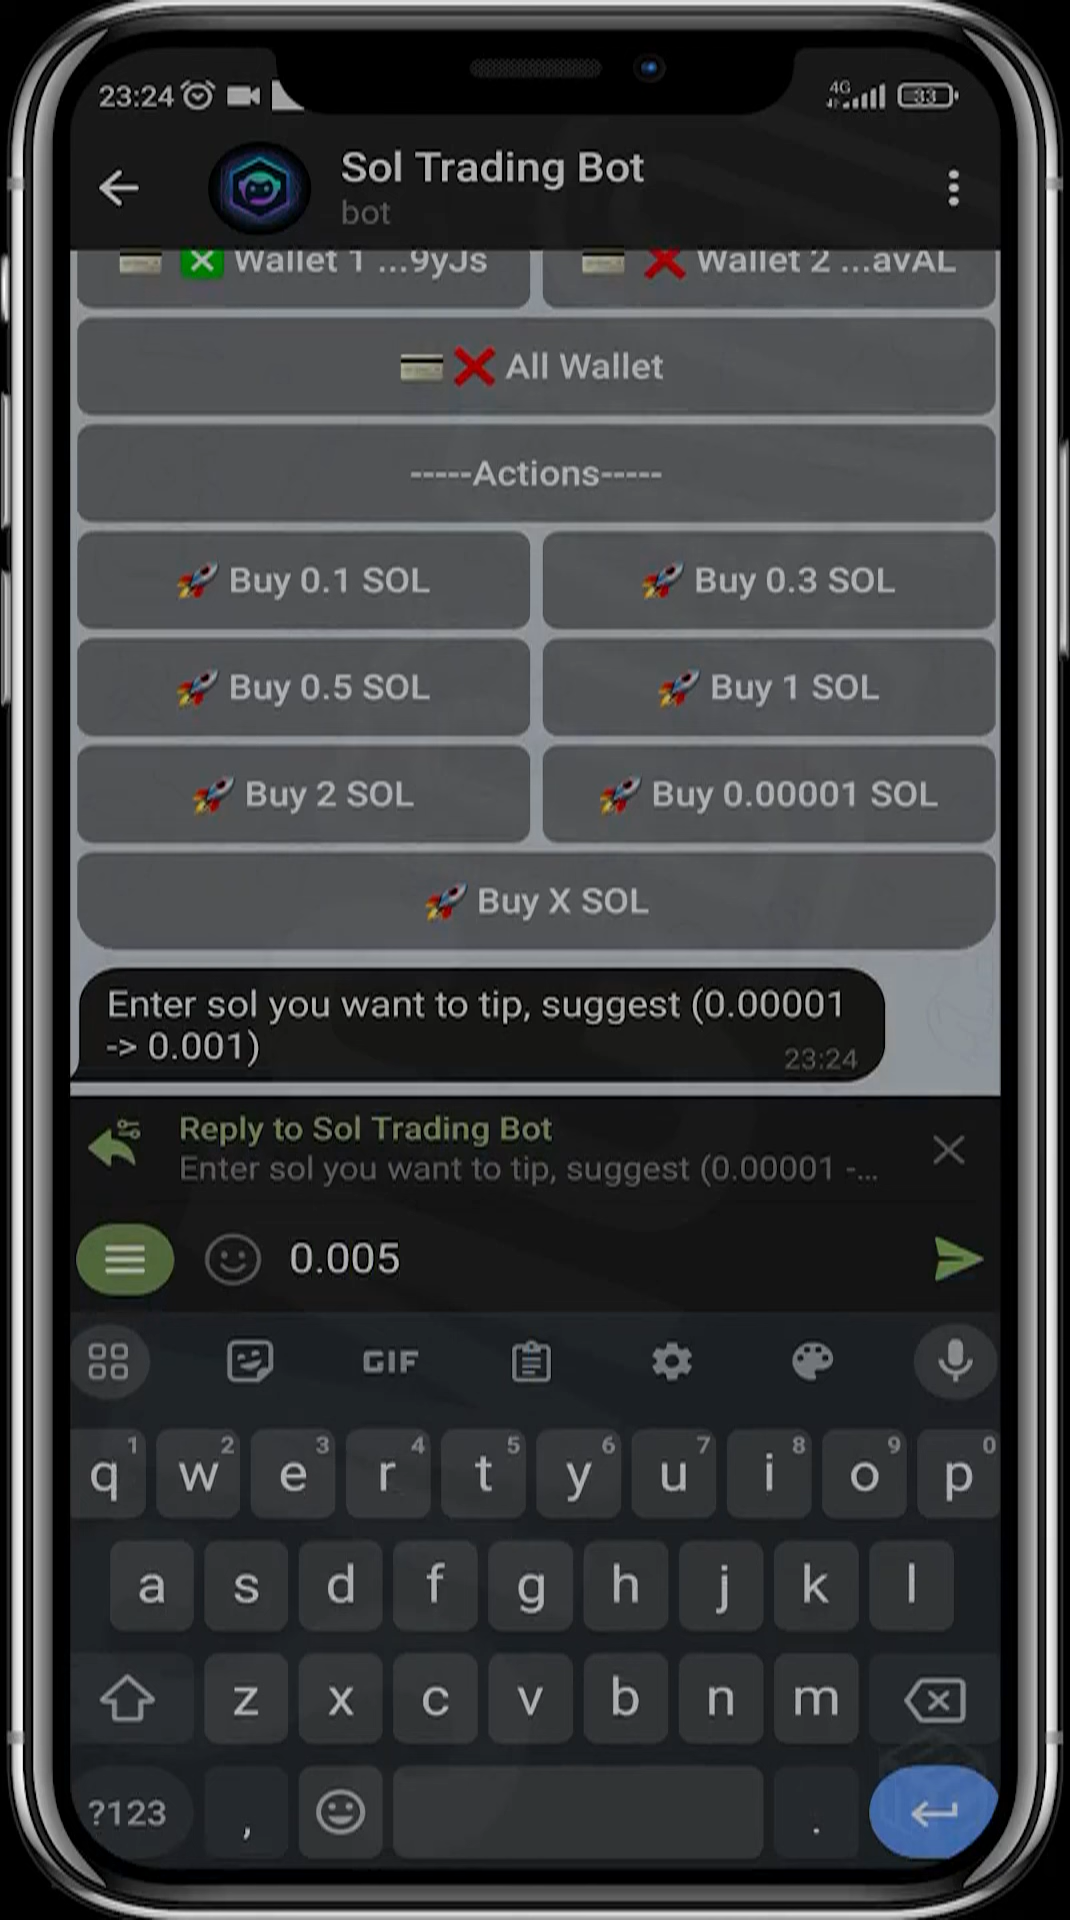 23:24
4G
33
Sol Trading Bot
bot
Wallet 1 ...9yJs
Wallet 2 ...avAL
All Wallet
-----Actions-----
Buy 0.1 SOL
Buy 0.3 SOL
Buy 0.5 SOL
Buy 1 SOL
Buy 2 SOL
Buy 0.00001 SOL
Buy X SOL
Enter sol you want to tip, suggest (0.00001
-> 0.001)
23:24
Reply to Sol Trading Bot
Enter sol you want to tip, suggest (0.00001 -...
0.005
GIF
1 2 3 4 5 6 7 8 9 0
q w e r t y u i o p
a s d f g h j k l
z x c v b n m
?123 , .